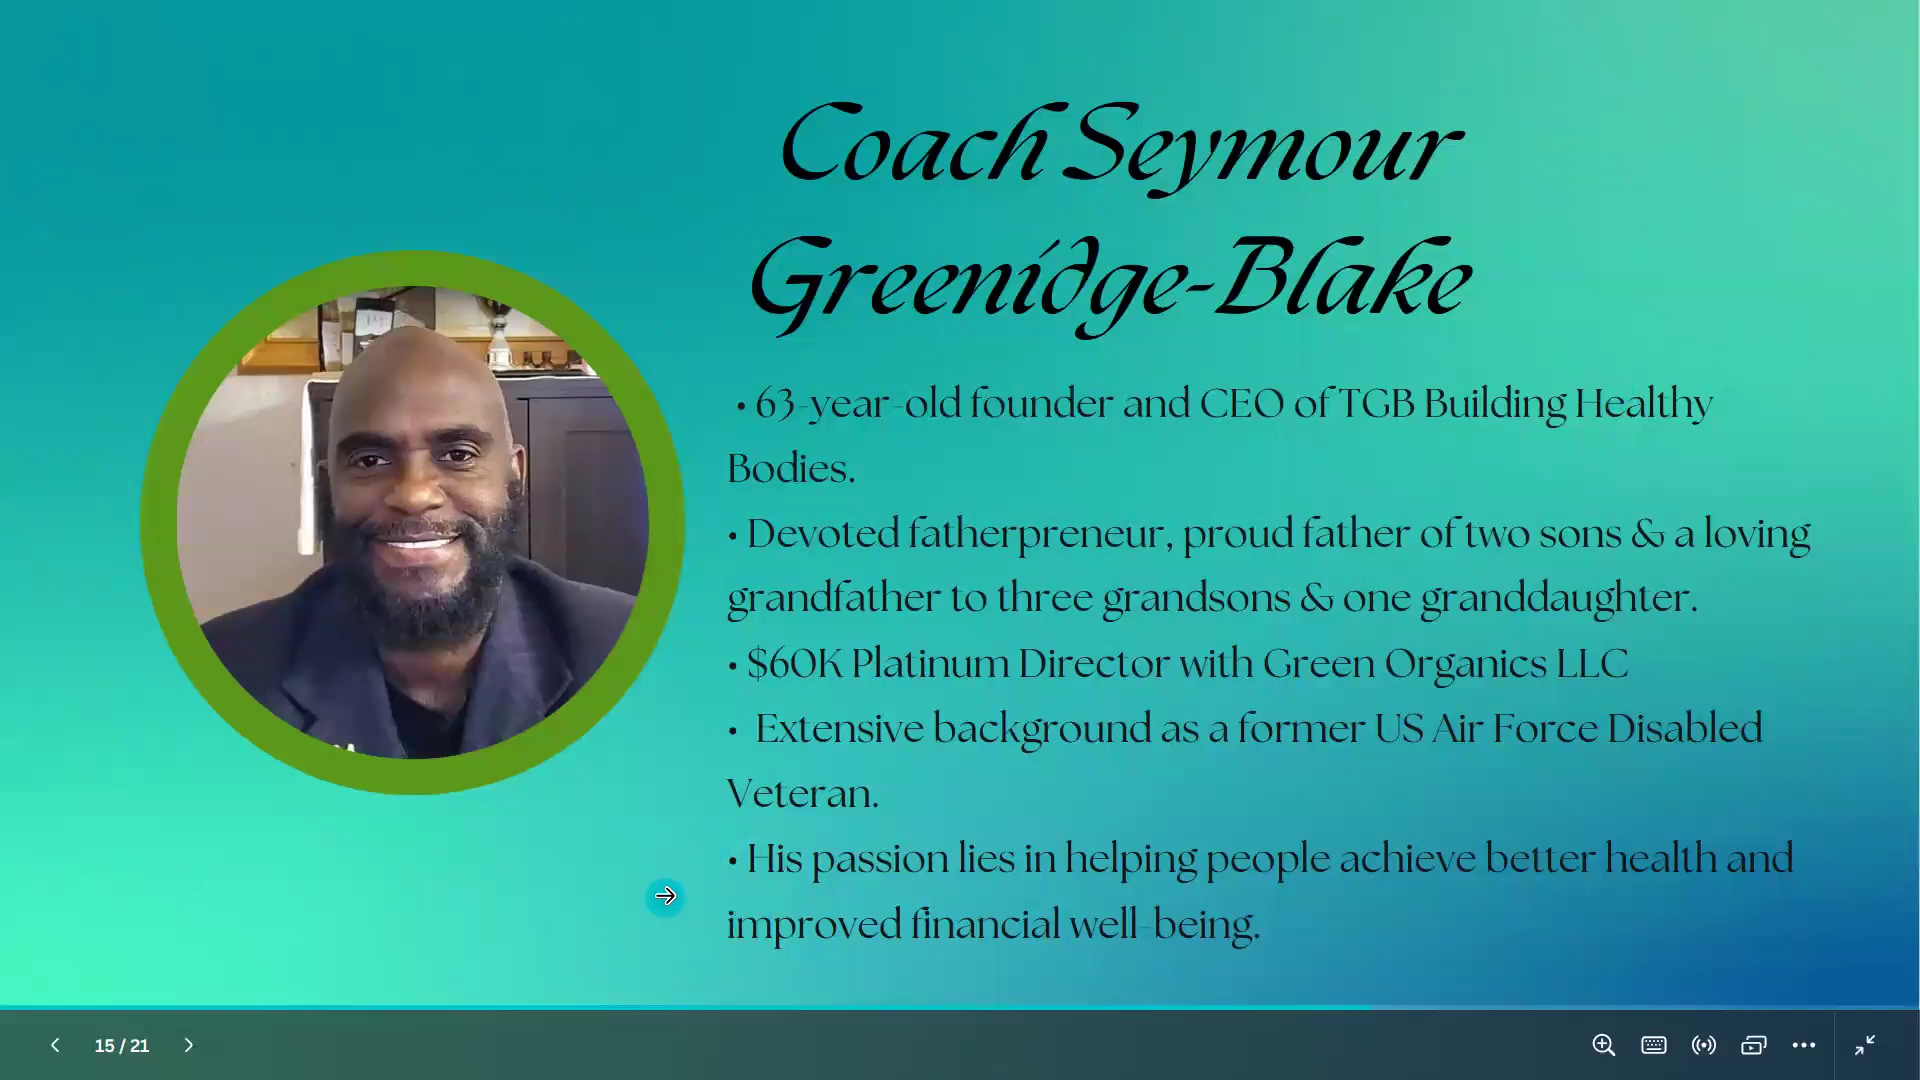 Coach Seymour
Greenidge-Blake
• 63-year-old founder and CEO of TGB Building Healthy
Bodies.
• Devoted fatherpreneur, proud father of two sons & a loving
grandfather to three grandsons & one granddaughter.
• $60K Platinum Director with Green Organics LLC
• Extensive background as a former US Air Force Disabled
Veteran.
• His passion lies in helping people achieve better health and
improved financial well-being.
15 / 21